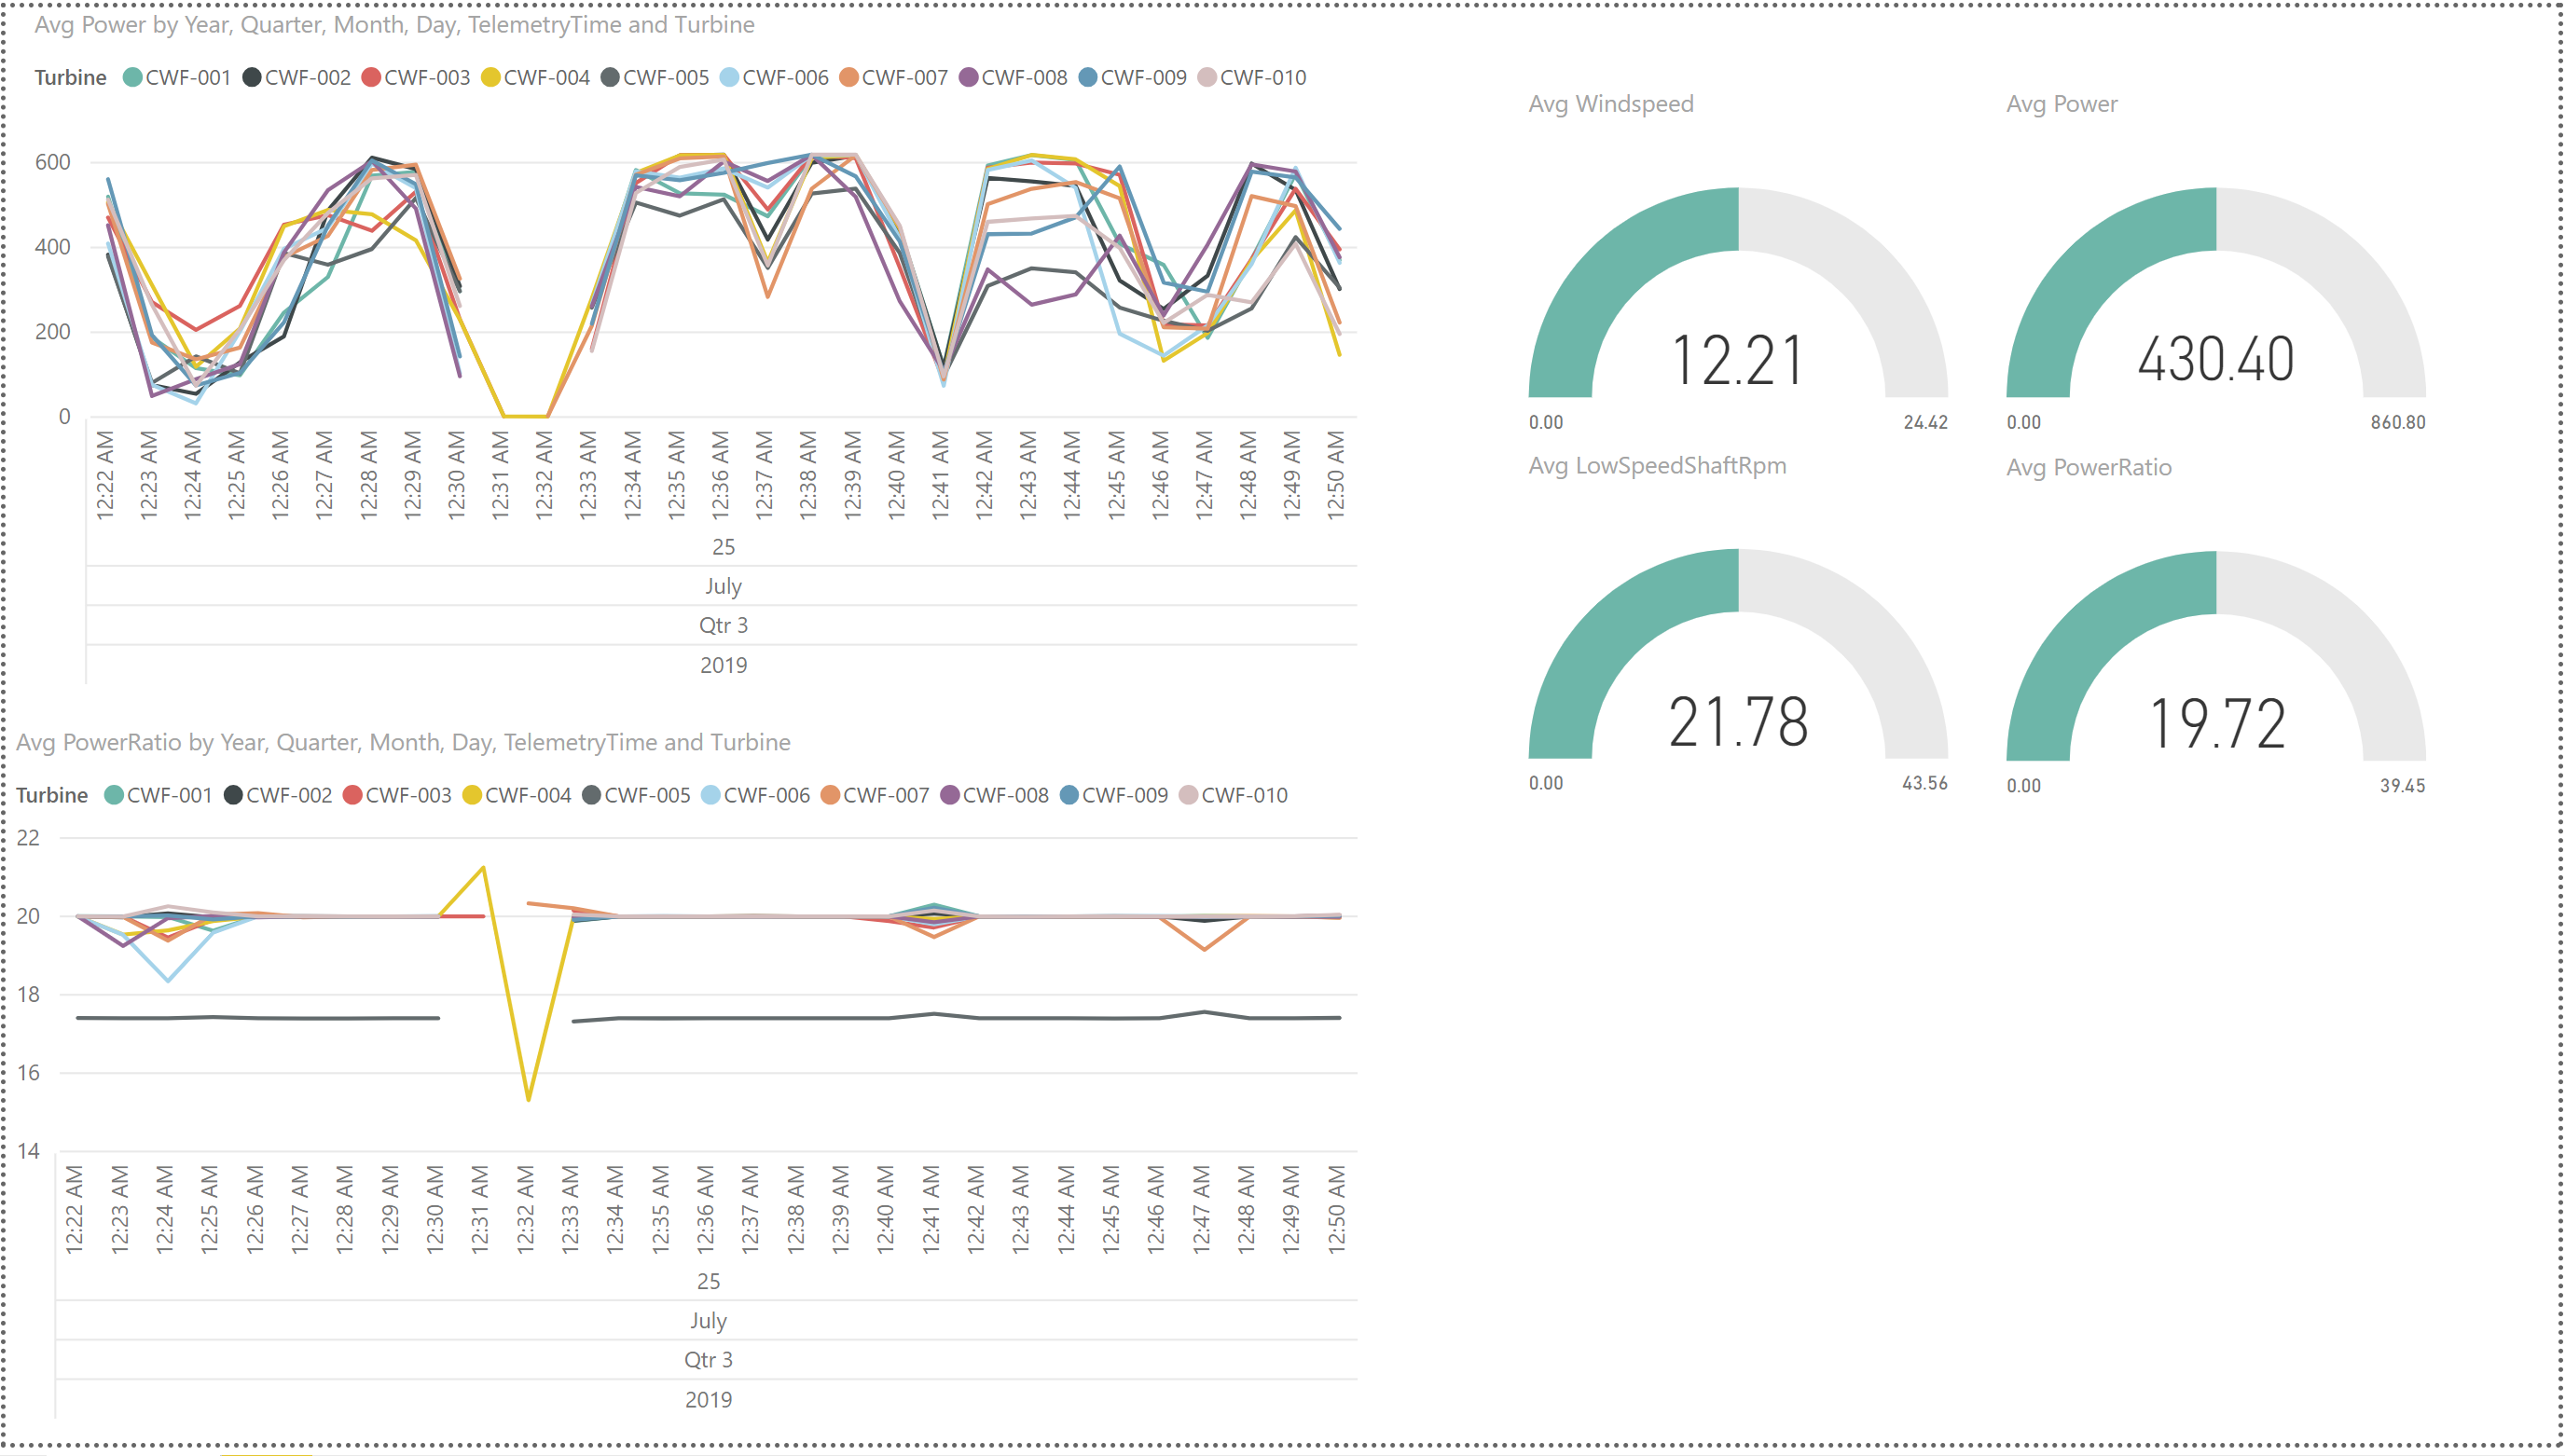 Avg Power by Year, Quarter, Month, Day, TelemetryTime and Turbine
Turbine CWF-001 CWF-002 CWF-003 CWF-004 CWF-005 CWF-006 CWF-007 CWF-008 CWF-009 CWF-010
600
400
200
0
12:22 AM
12:23 AM
12:24 AM
12:25 AM
12:26 AM
12:27 AM
12:28 AM
12:29 AM
12:30 AM
12:31 AM
12:32 AM
12:33 AM
12:34 AM
12:35 AM
12:36 AM
12:37 AM
12:38 AM
12:39 AM
12:40 AM
12:41 AM
12:42 AM
12:43 AM
12:44 AM
12:45 AM
12:46 AM
12:47 AM
12:48 AM
12:49 AM
12:50 AM
25
July
Qtr 3
2019
Avg PowerRatio by Year, Quarter, Month, Day, TelemetryTime and Turbine
Turbine CWF-001 CWF-002 CWF-003 CWF-004 CWF-005 CWF-006 CWF-007 CWF-008 CWF-009 CWF-010
22
20
18
16
14
12:22 AM
12:23 AM
12:24 AM
12:25 AM
12:26 AM
12:27 AM
12:28 AM
12:29 AM
12:30 AM
12:31 AM
12:32 AM
12:33 AM
12:34 AM
12:35 AM
12:36 AM
12:37 AM
12:38 AM
12:39 AM
12:40 AM
12:41 AM
12:42 AM
12:43 AM
12:44 AM
12:45 AM
12:46 AM
12:47 AM
12:48 AM
12:49 AM
12:50 AM
25
July
Qtr 3
2019
Avg Windspeed
12.21
0.00 24.42
Avg Power
430.40
0.00 860.80
Avg LowSpeedShaftRpm
21.78
0.00 43.56
Avg PowerRatio
19.72
0.00 39.45